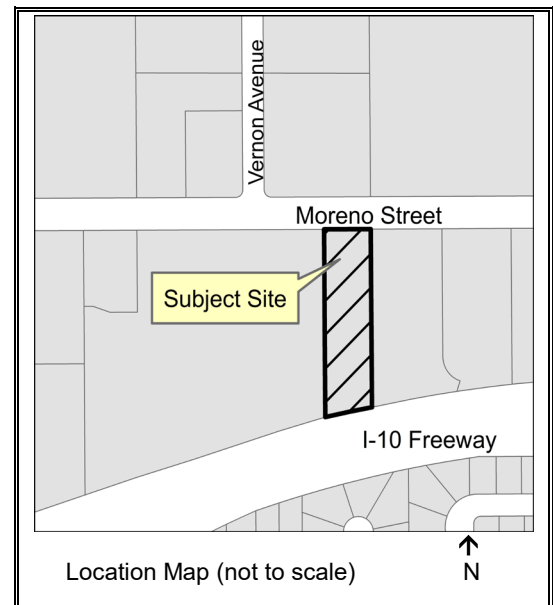 Vernon Avenue
Moreno Street
Subject Site
I-10 Freeway
Location Map (not to scale)
N